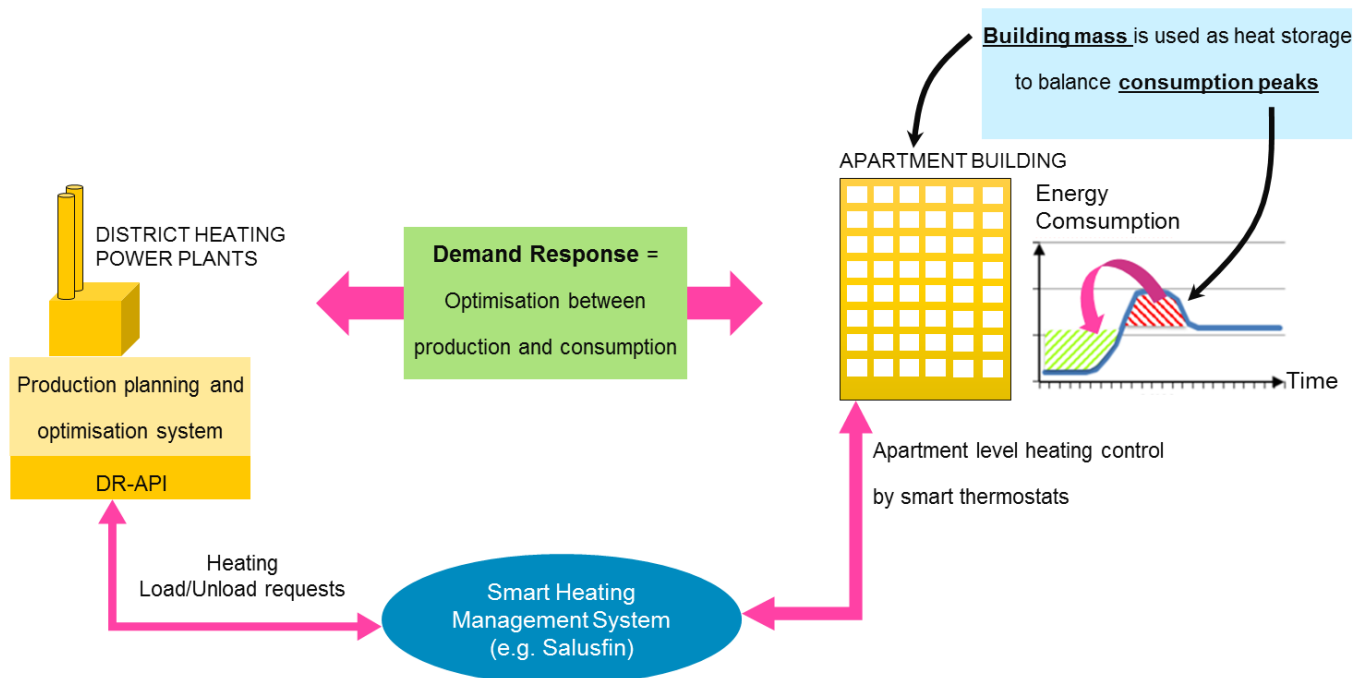 Building mass is used as heat storage
to balance consumption peaks
APARTMENT BUILDING
Energy
Comsumption
Time
DISTRICT HEATING
POWER PLANTS
Demand Response =
Optimisation between
production and consumption
Production planning and
optimisation system
DR-API
Apartment level heating control
by smart thermostats
Heating
Load/Unload requests
Smart Heating
Management System
(e.g. Salusfin)